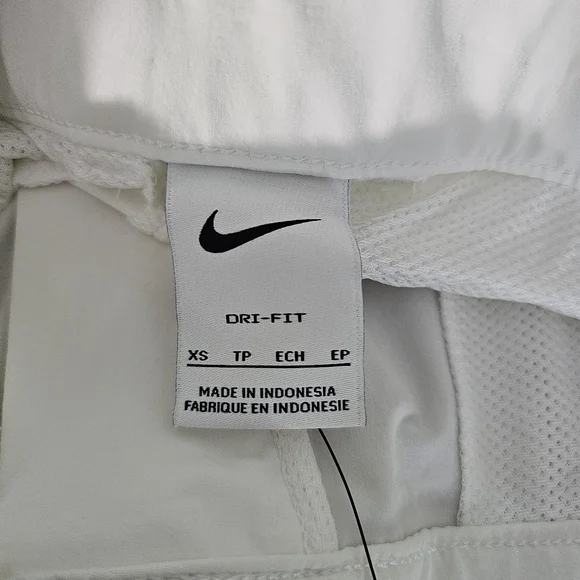 DRI-FIT
XS TP ECH EP
MADE IN INDONESIA
FABRIQUE EN INDONESIE